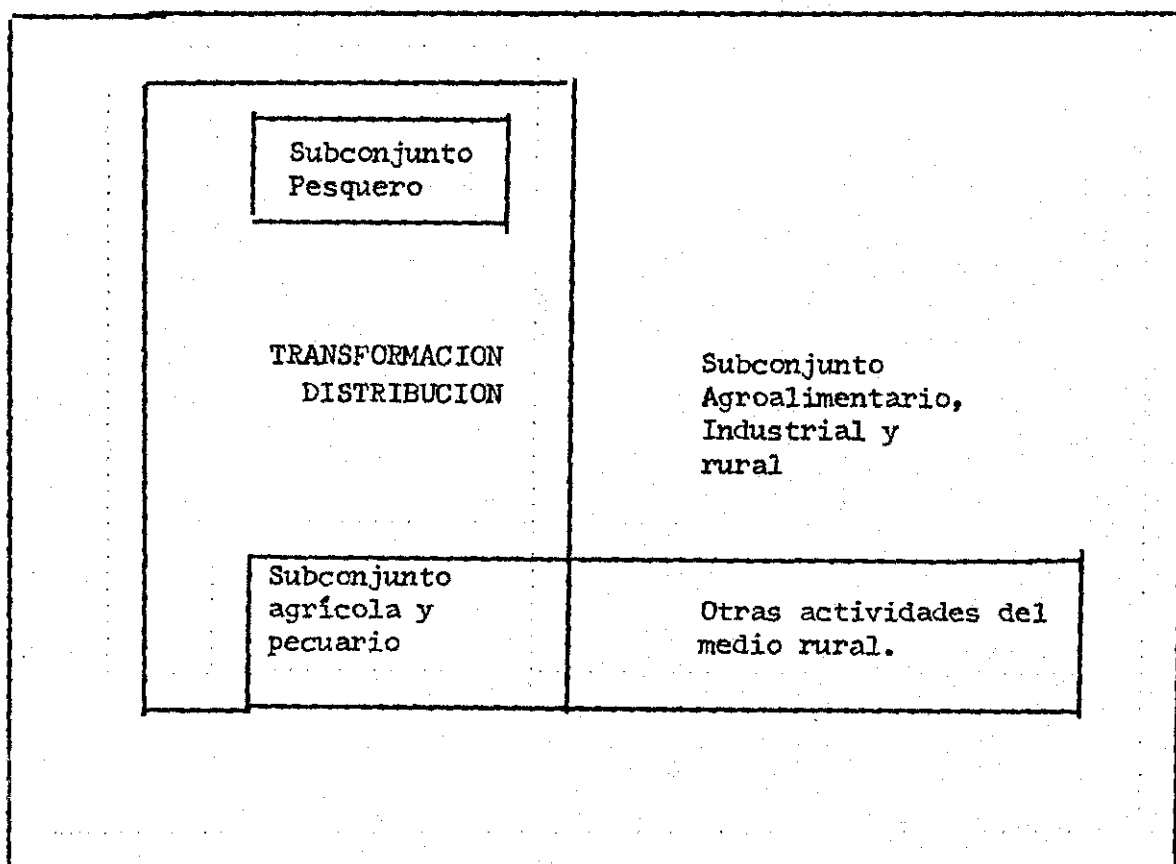 Subconjunto
Pesquero
TRANSFORMACION
DISTRIBUCION
Subconjunto
Agroalimentario,
Industrial y
rural
Subconjunto
agrícola y
pecuario
Otras actividades del
medio rural.